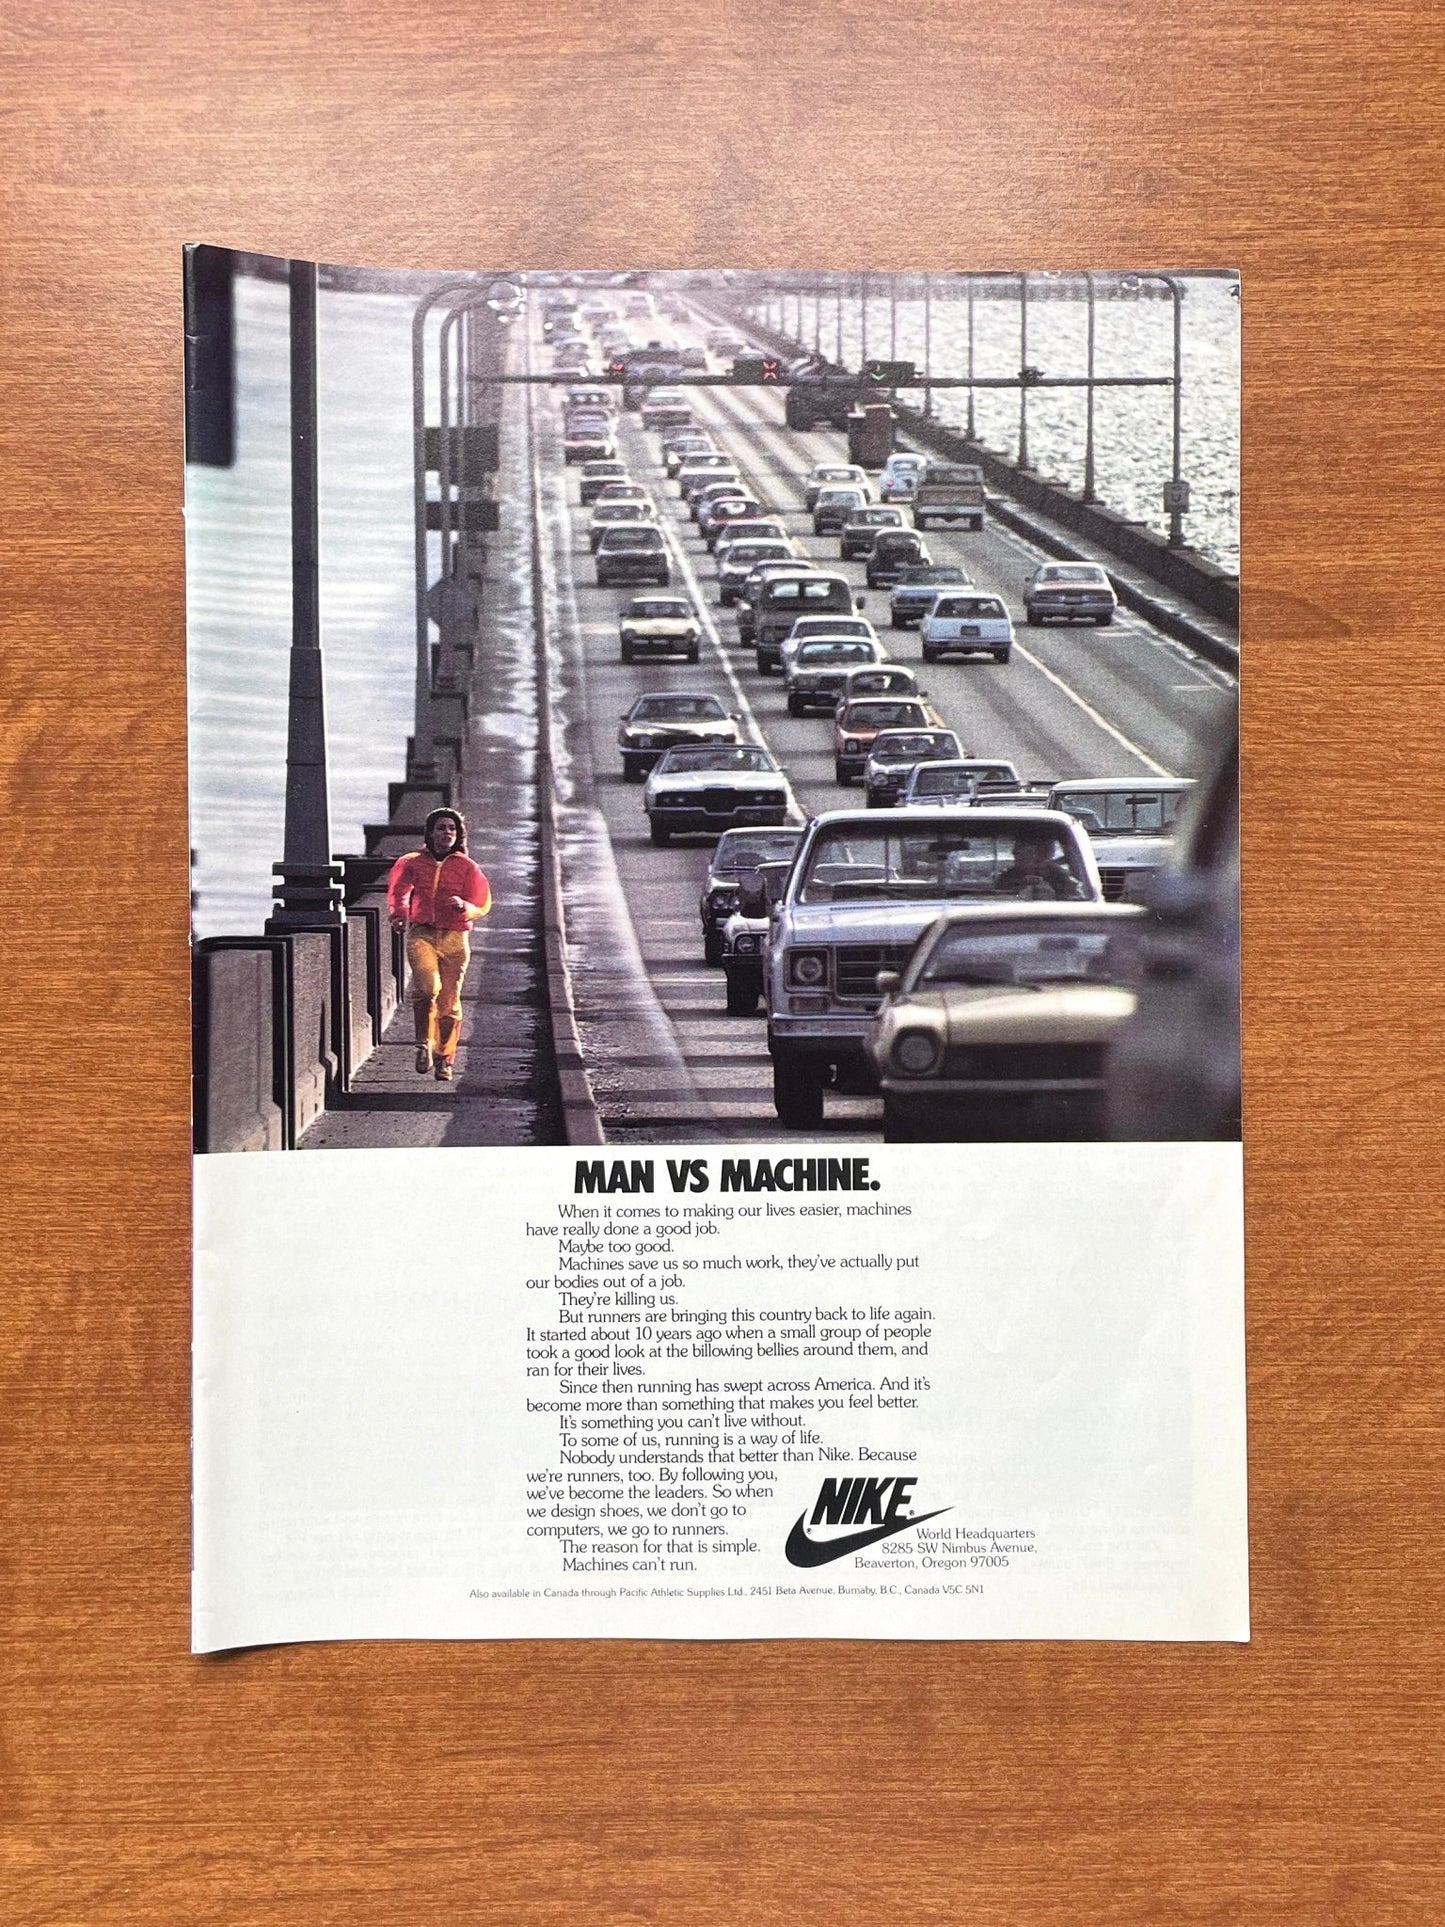 MAN VS MACHINE.
When it comes to making our lives easier, machines
have really done a good job.
Maybe too good.
Machines save us so much work, they've actually put
our bodies out of a job.
They're killing us.
But runners are bringing this country back to life again.
It started about 10 years ago when a small group of people
took a good look at the billowing bellies around them, and
ran for their lives.
Since then running has swept across America. And it's
become more than something that makes you feel better.
It's something you can't live without.
To some of us, running is a way of life.
Nobody understands that better than Nike. Because
we're runners, too. By following you,
we've become the leaders. So when
we design shoes, we don't go to
computers, we go to runners.
The reason for that is simple.
Machines can't run.
NIKE®
®
World Headquarters
8285 SW Nimbus Avenue,
Beaverton, Oregon 97005
Also available in Canada through Pacific Athletic Supplies Ltd., 2451 Beta Avenue, Burnaby, B.C., Canada V5C 5N1